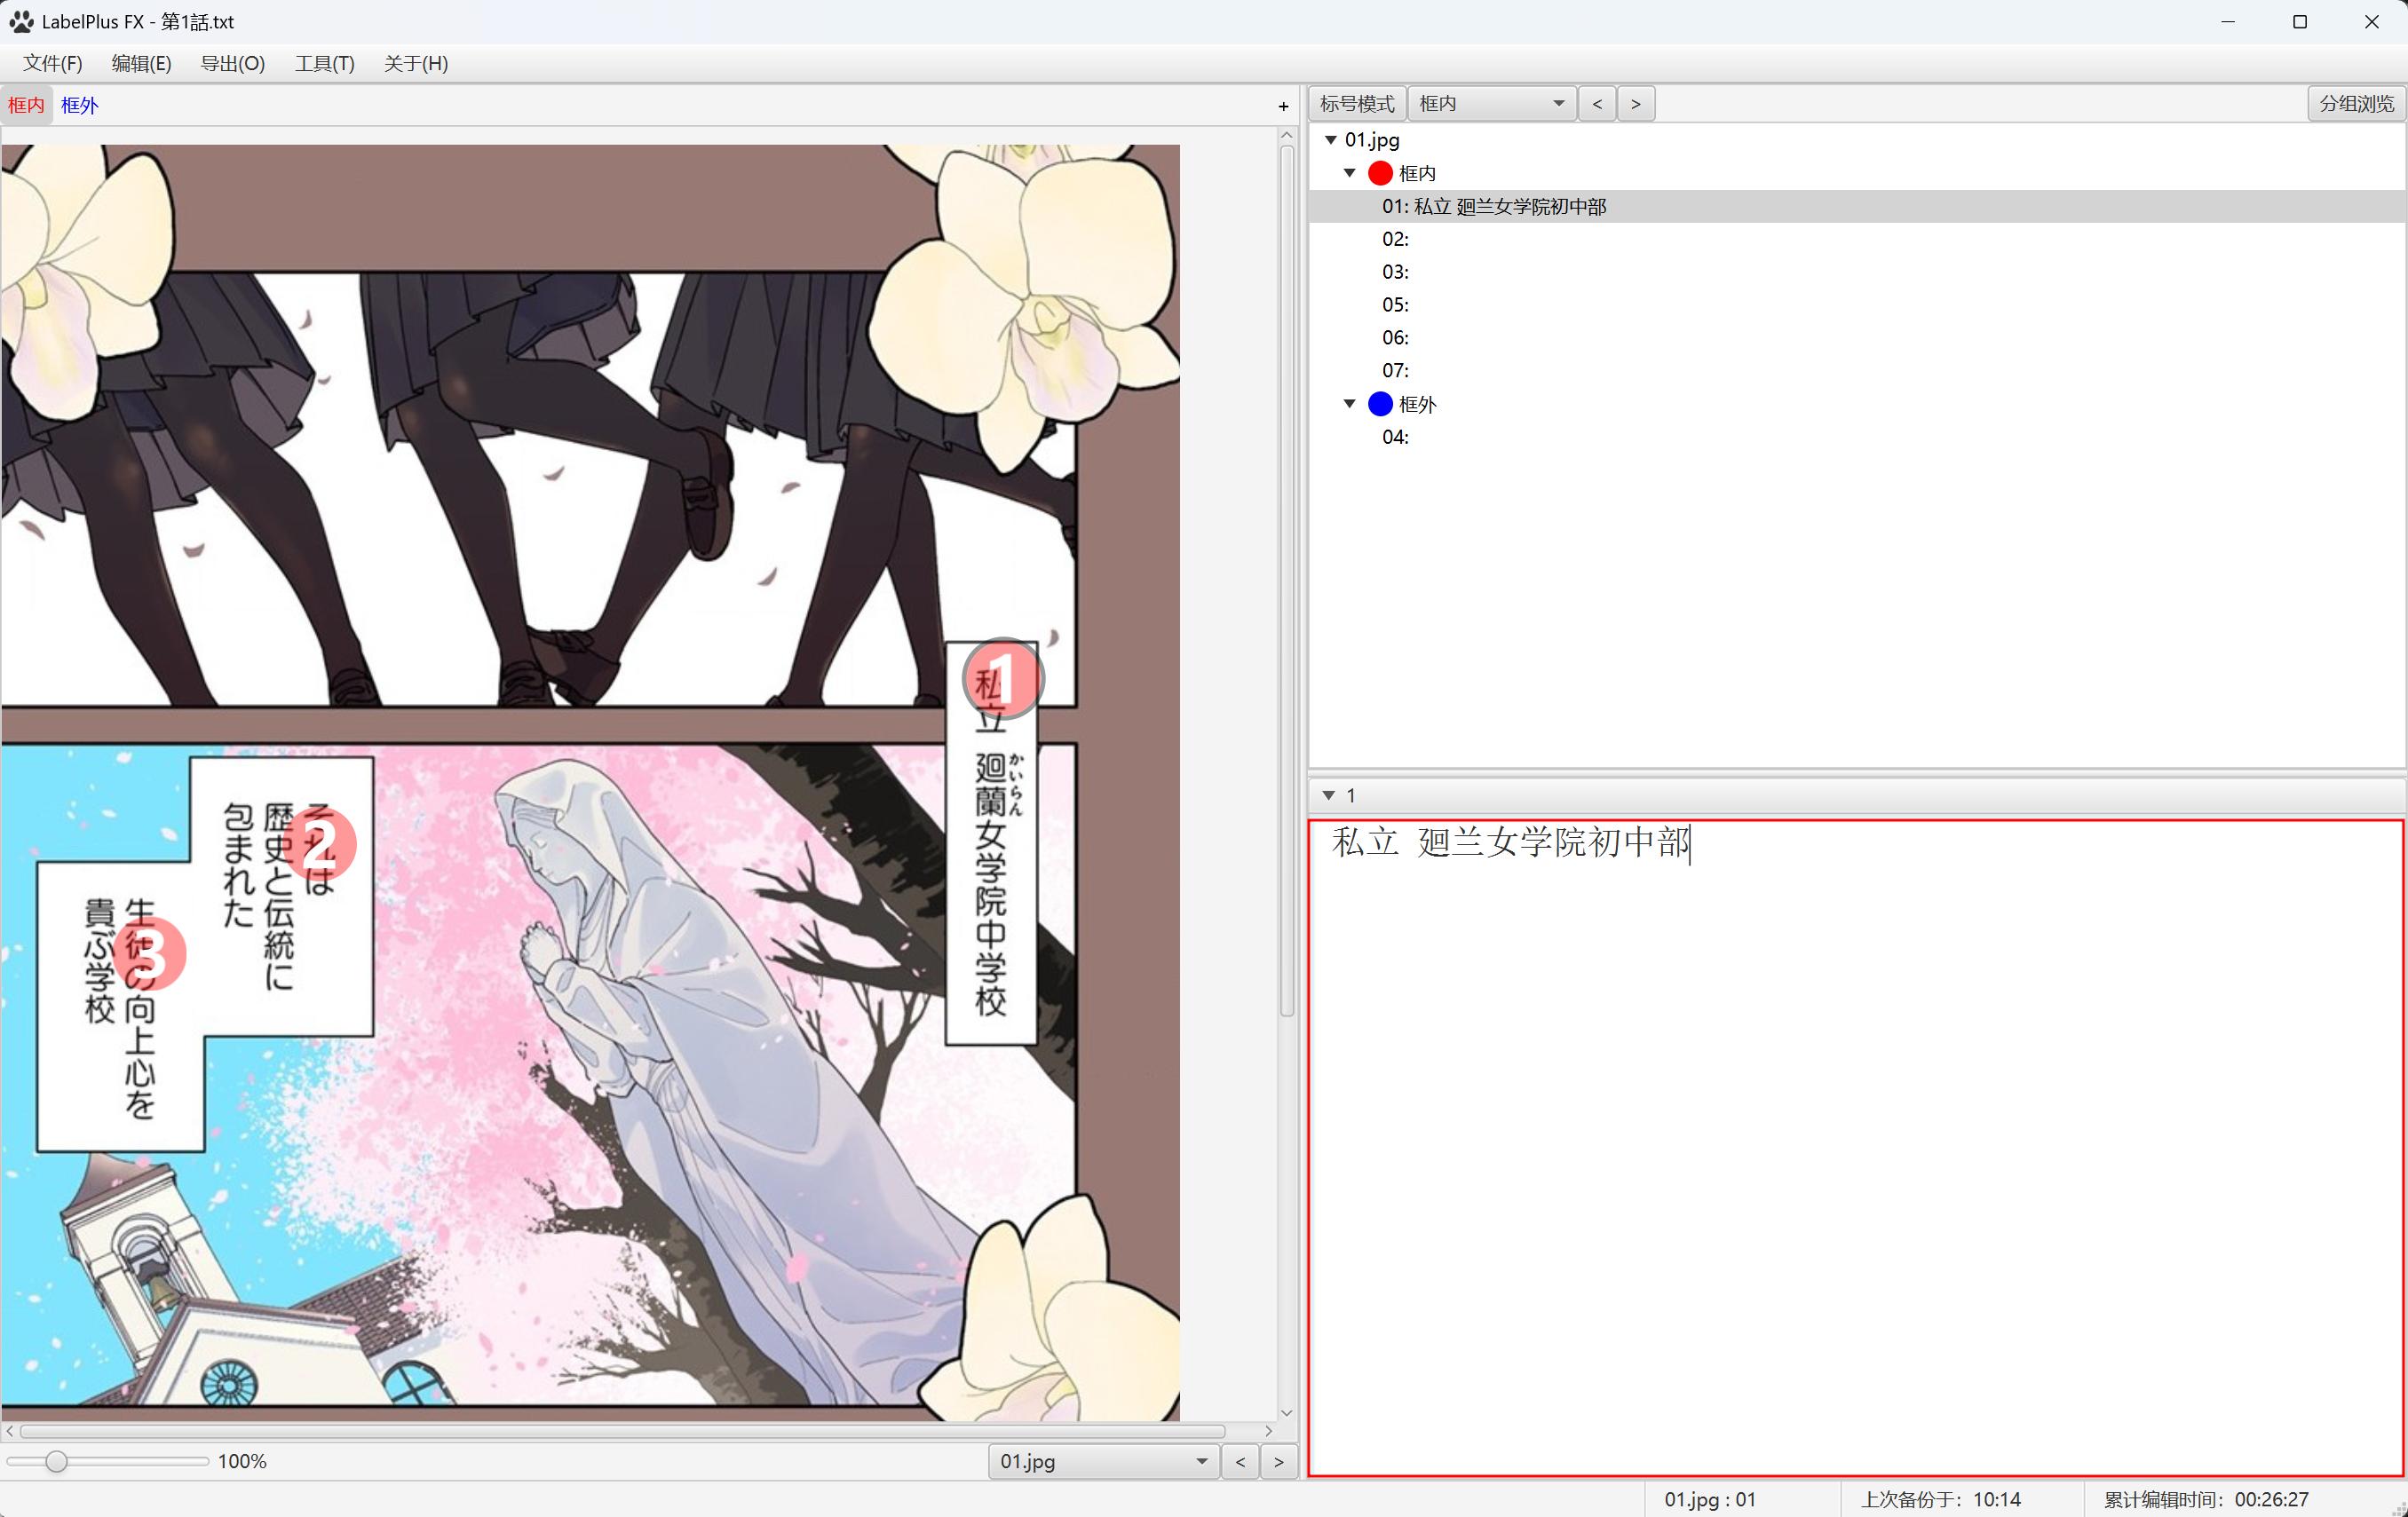 LabelPlus FX - 第1話.txt
文件(F) 编辑(E) 导出(O) 工具(T) 关于(H)
框内 框外 +
标号模式 框内 < > 分组浏览
01.jpg
框内
01: 私立 廻兰女学院初中部
02:
03:
05:
06:
07:
框外
04:
1
私立 廻兰女学院初中部
1
私立 廻蘭女学院中学校
かいらん
2
それは
歴史と伝統に
包まれた
3
生徒の向上心を
貴ぶ学校
100%
01.jpg < >
01.jpg : 01 上次备份于: 10:14 累计编辑时间: 00:26:27